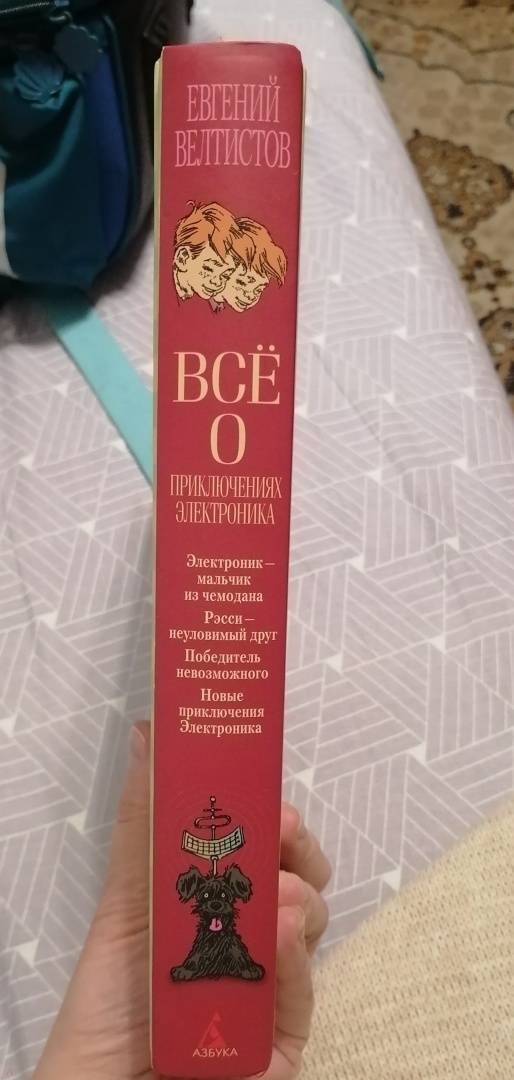 ЕВГЕНИЙ
ВЕЛТИСТОВ
ВСЁ
О
ПРИКЛЮЧЕНИЯХ
ЭЛЕКТРОНИКА
Электроник —
мальчик
из чемодана
Рэсси —
неуловимый друг
Победитель
невозможного
Новые
приключения
Электроника
АЗБУКА